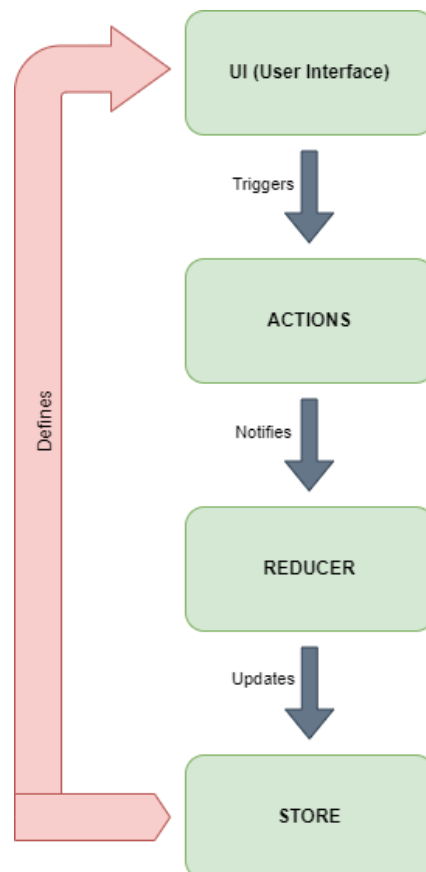 UI (User Interface)
Triggers
ACTIONS
Notifies
Defines
REDUCER
Updates
STORE